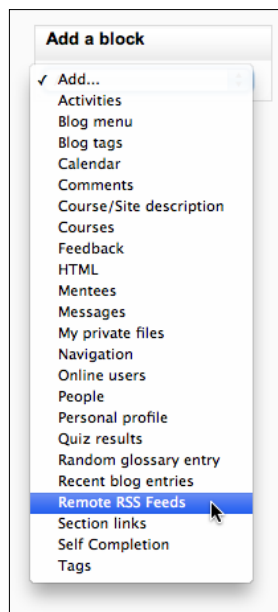 Add a block
✓ Add...
Activities
Blog menu
Blog tags
Calendar
Comments
Course/Site description
Courses
Feedback
HTML
Mentees
Messages
My private files
Navigation
Online users
People
Personal profile
Quiz results
Random glossary entry
Recent blog entries
Remote RSS Feeds
Section links
Self Completion
Tags